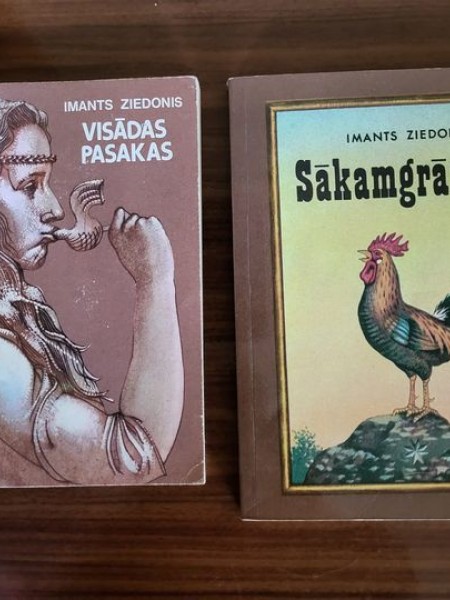 IMANTS ZIEDONIS
VISĀDAS
PASAKAS
IMANTS ZIEDO
Sākamgrā